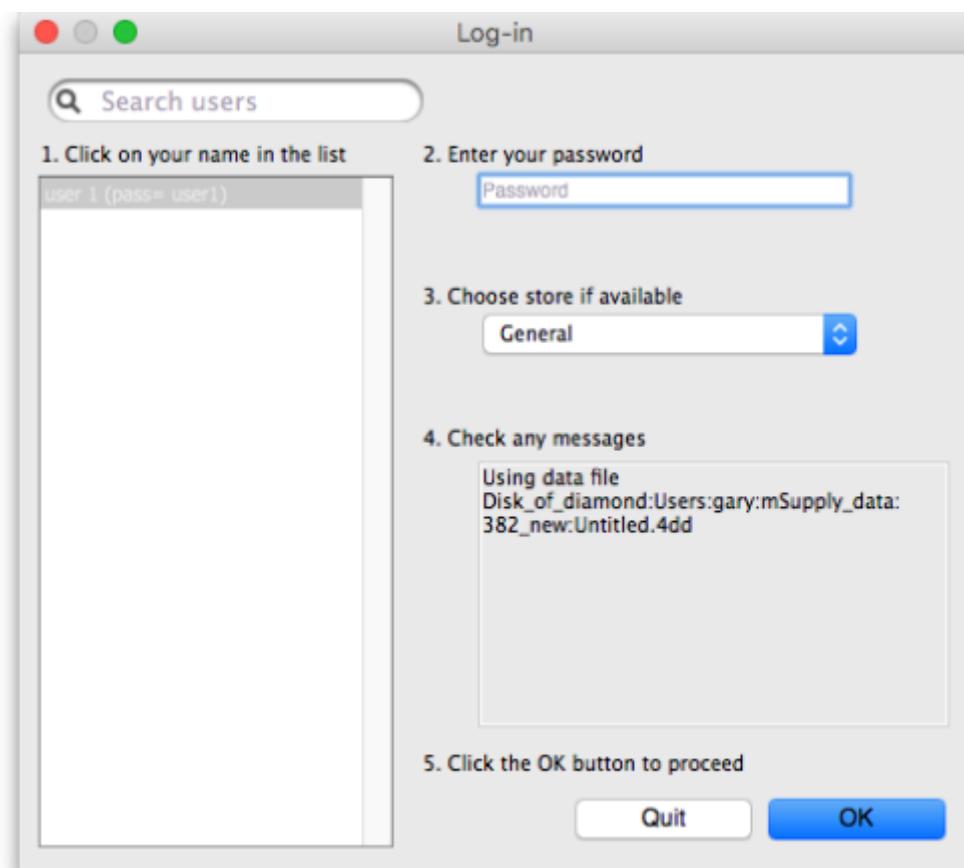 Log-in
Search users
1. Click on your name in the list
user 1 (pass= user1)
2. Enter your password
Password
3. Choose store if available
General
4. Check any messages
Using data file
Disk_of_diamond:Users:gary:mSupply_data:
382_new:Untitled.4dd
5. Click the OK button to proceed
Quit
OK